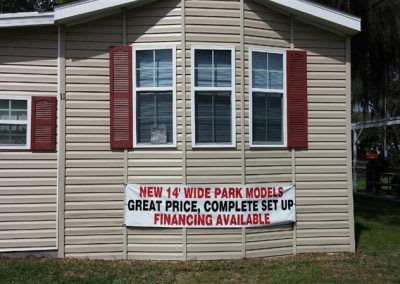 NEW 14' WIDE PARK MODELS
GREAT PRICE, COMPLETE SET UP
FINANCING AVAILABLE